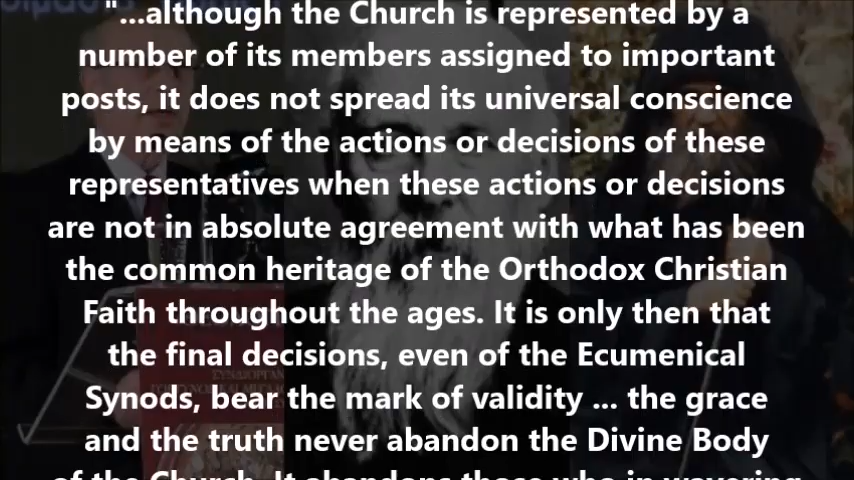 "...although the Church is represented by a
number of its members assigned to important
posts, it does not spread its universal conscience
by means of the actions or decisions of these
representatives when these actions or decisions
are not in absolute agreement with what has been
the common heritage of the Orthodox Christian
Faith throughout the ages. It is only then that
the final decisions, even of the Ecumenical
Synods, bear the mark of validity ... the grace
and the truth never abandon the Divine Body
of the Church. It abandons those who in wavering